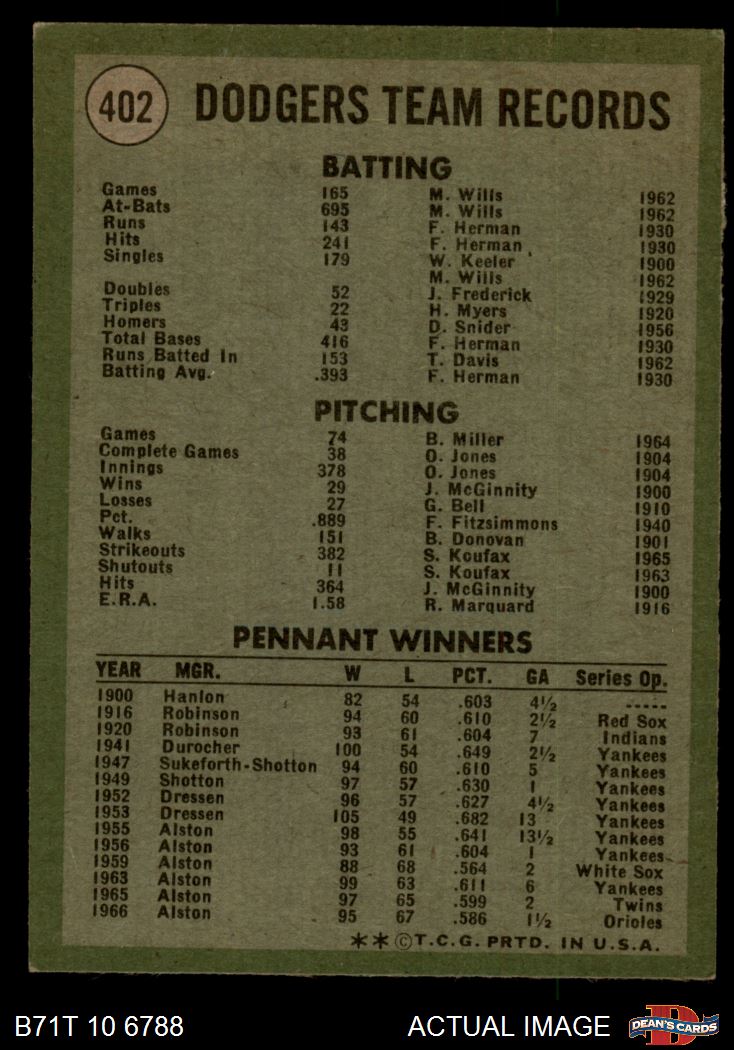 402 DODGERS TEAM RECORDS
BATTING
Games 165 M. Wills 1962
At-Bats 695 M. Wills 1962
Runs 143 F. Herman 1930
Hits 241 F. Herman 1930
Singles 179 W. Keeler 1900
M. Wills 1962
Doubles 52 J. Frederick 1929
Triples 22 H. Myers 1920
Homers 43 D. Snider 1956
Total Bases 416 F. Herman 1930
Runs Batted In 153 T. Davis 1962
Batting Avg. .393 F. Herman 1930
PITCHING
Games 74 B. Miller 1964
Complete Games 38 O. Jones 1904
Innings 378 O. Jones 1904
Wins 29 J. McGinnity 1900
Losses 27 G. Bell 1910
Pct. .889 F. Fitzsimmons 1940
Walks 151 B. Donovan 1901
Strikeouts 382 S. Koufax 1965
Shutouts 11 S. Koufax 1963
Hits 364 J. McGinnity 1900
E.R.A. 1.58 R. Marquard 1916
PENNANT WINNERS
YEAR MGR. W L PCT. GA Series Op.
1900 Hanlon 82 54 .603 4½ -----
1916 Robinson 94 60 .610 2½ Red Sox
1920 Robinson 93 61 .604 7 Indians
1941 Durocher 100 54 .649 2½ Yankees
1947 Sukeforth-Shotton 94 60 .610 5 Yankees
1949 Shotton 97 57 .630 1 Yankees
1952 Dressen 96 57 .627 4½ Yankees
1953 Dressen 105 49 .682 13 Yankees
1955 Alston 98 55 .641 13½ Yankees
1956 Alston 93 61 .604 1 Yankees
1959 Alston 88 68 .564 2 White Sox
1963 Alston 99 63 .611 6 Yankees
1965 Alston 97 65 .599 2 Twins
1966 Alston 95 67 .586 1½ Orioles
**©T.C.G. PRTD. IN U.S.A.
B71T 10 6788 ACTUAL IMAGE DEAN'S CARDS